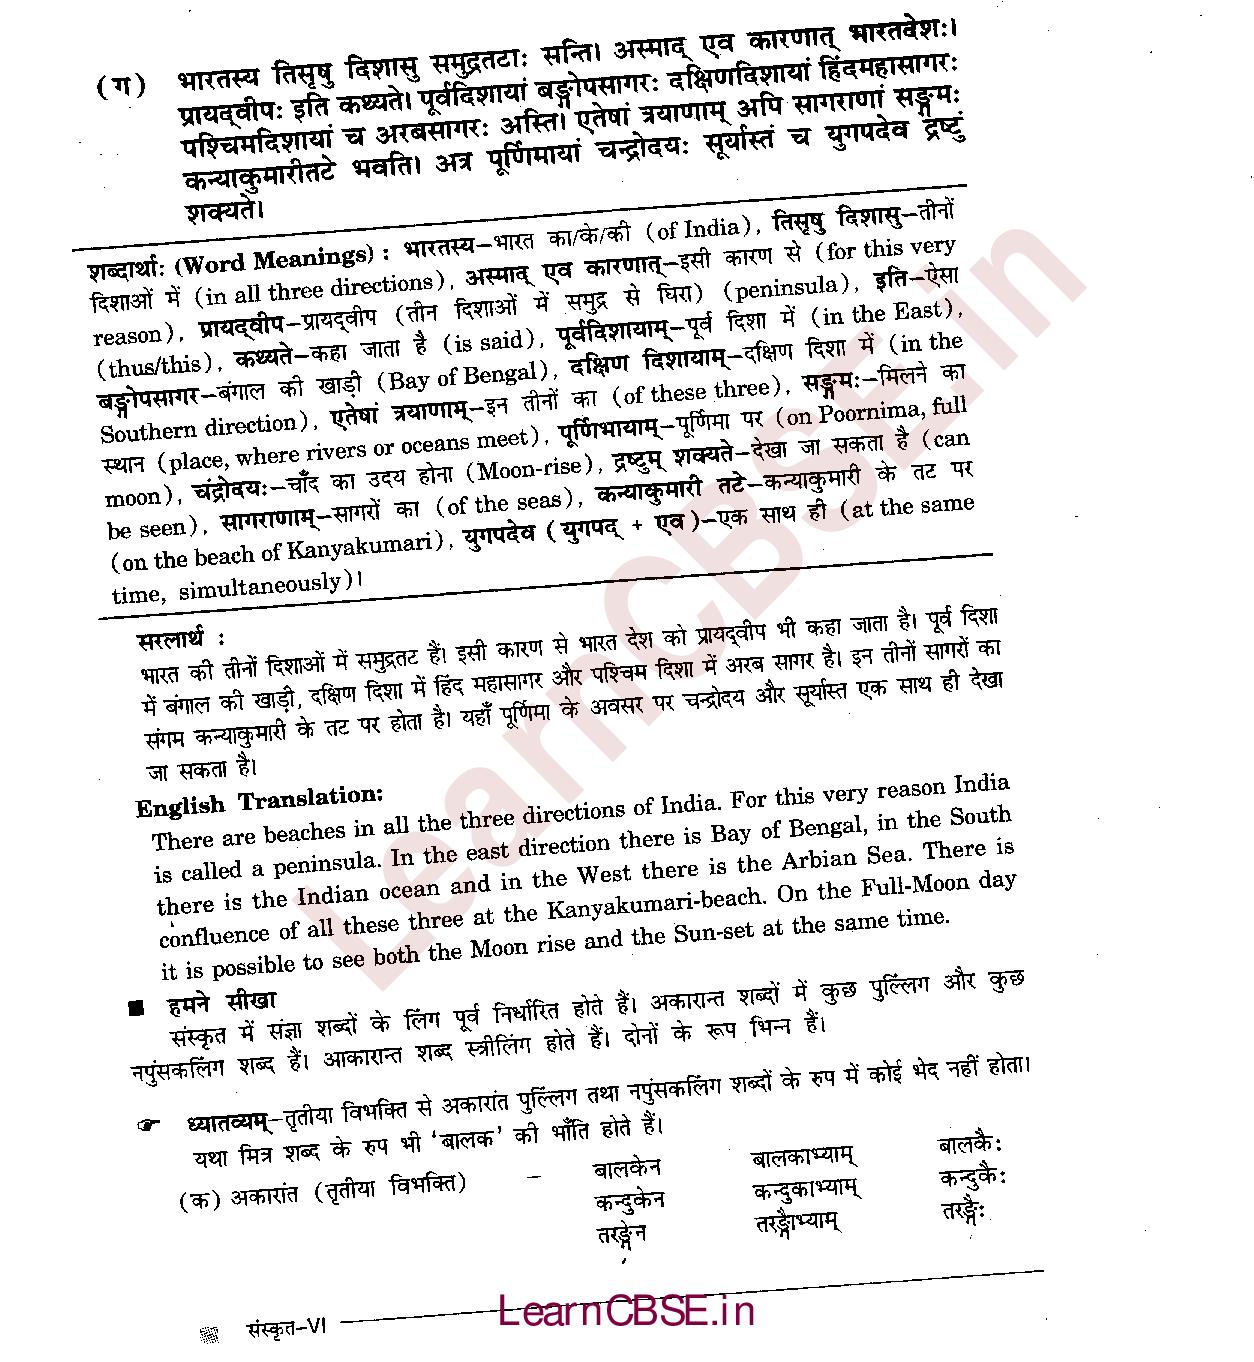 (ग) भारतस्य तिसृषु दिशासु समुद्रतटाः सन्ति। अस्माद् एव कारणात् भारतदेशः।
प्रायद्वीपः इति कथ्यते। पूर्वदिशायां बङ्गोपसागरः दक्षिणदिशायां हिंदमहासागरः
पश्चिमदिशायां च अरबसागरः अस्ति। एतेषां त्रयाणाम् अपि सागराणां सङ्गमः
कन्याकुमारीतटे भवति। अत्र पूर्णिमायां चन्द्रोदयः सूर्यास्तं च युगपदेव द्रष्टुं
शक्यते।
शब्दार्थाः (Word Meanings) : भारतस्य–भारत का/के/की (of India), तिसृषु दिशासु–तीनों
दिशाओं में (in all three directions), अस्माद् एव कारणात्–इसी कारण से (for this very
reason), प्रायद्वीप–प्रायद्वीप (तीन दिशाओं में समुद्र से घिरा) (peninsula), इति–ऐसा
(thus/this), कथ्यते–कहा जाता है (is said), पूर्वदिशायाम्–पूर्व दिशा में (in the East),
बङ्गोपसागर–बंगाल की खाड़ी (Bay of Bengal), दक्षिण दिशायाम्–दक्षिण दिशा में (in the
Southern direction), एतेषां त्रयाणाम्–इन तीनों का (of these three), सङ्गमः–मिलने का
स्थान (place, where rivers or oceans meet), पूर्णिभायाम्–पूर्णिमा पर (on Poornima, full
moon), चंद्रोदयः–चाँद का उदय होना (Moon-rise), द्रष्टुम् शक्यते–देखा जा सकता है (can
be seen), सागराणाम्–सागरों का (of the seas), कन्याकुमारी तटे–कन्याकुमारी के तट पर
(on the beach of Kanyakumari), युगपदेव (युगपद् + एव)–एक साथ ही (at the same
time, simultaneously)।
सरलार्थ :
भारत की तीनों दिशाओं में समुद्रतट हैं। इसी कारण से भारत देश को प्रायद्वीप भी कहा जाता है। पूर्व दिशा
में बंगाल की खाड़ी, दक्षिण दिशा में हिंद महासागर और पश्चिम दिशा में अरब सागर है। इन तीनों सागरों का
संगम कन्याकुमारी के तट पर होता है। यहाँ पूर्णिमा के अवसर पर चन्द्रोदय और सूर्यास्त एक साथ ही देखा
जा सकता है।
English Translation:
There are beaches in all the three directions of India. For this very reason India
is called a peninsula. In the east direction there is Bay of Bengal, in the South
there is the Indian ocean and in the West there is the Arbian Sea. There is
confluence of all these three at the Kanyakumari-beach. On the Full-Moon day
it is possible to see both the Moon rise and the Sun-set at the same time.
■ हमने सीखा
संस्कृत में संज्ञा शब्दों के लिंग पूर्व निर्धारित होते हैं। अकारान्त शब्दों में कुछ पुल्लिंग और कुछ
नपुंसकलिंग शब्द हैं। आकारान्त शब्द स्त्रीलिंग होते हैं। दोनों के रूप भिन्न हैं।
☞ ध्यातव्यम्–तृतीया विभक्ति से अकारांत पुल्लिग तथा नपुंसकलिग शब्दों के रुप में कोई भेद नहीं होता।
यथा मित्र शब्द के रुप भी ‘बालक’ की भाँति होते हैं।
(क) अकारांत (तृतीया विभक्ति) – बालकेन बालकाभ्याम् बालकैः
कन्दुकेन कन्दुकाभ्याम् कन्दुकैः
तरङ्गेन तरङ्गैाभ्याम् तरङ्गैः
संस्कृत–VI
LearnCBSE.in
LearnCBSE.in